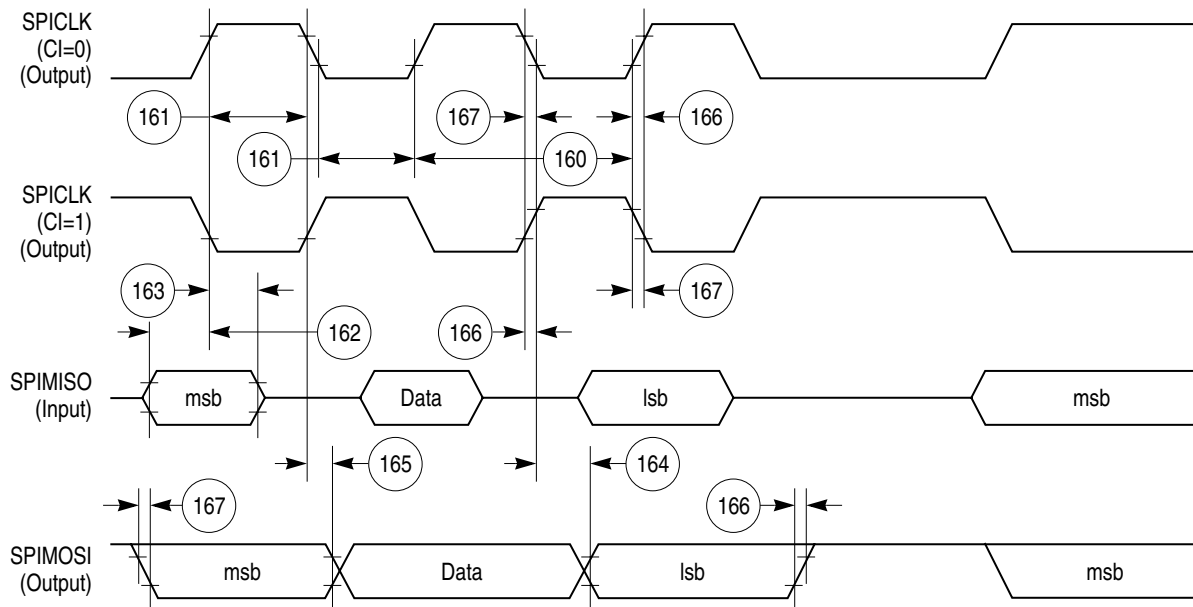 SPICLK
(CI=0)
(Output)
161
167
166
161
160
SPICLK
(CI=1)
(Output)
163
167
162
166
SPIMISO
(Input)
msb
Data
lsb
msb
165
164
167
166
SPIMOSI
(Output)
msb
Data
lsb
msb